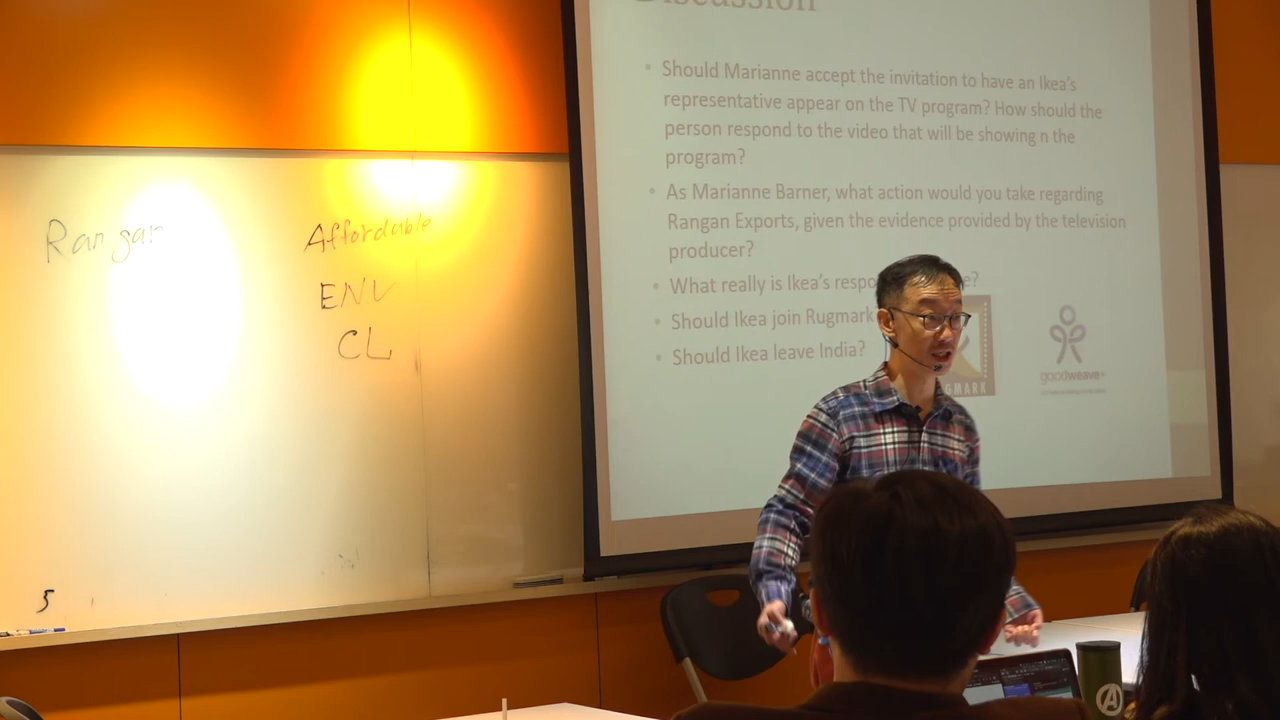 Discussion
• Should Marianne accept the invitation to have an Ikea's
representative appear on the TV program? How should the
person respond to the video that will be showing n the
program?
• As Marianne Barner, what action would you take regarding
Rangan Exports, given the evidence provided by the television
producer?
• What really is Ikea's respo e?
• Should Ikea join Rugmark
• Should Ikea leave India?
GMARK
goodweave
Rangan
Affordable
ENV
CL
5
A